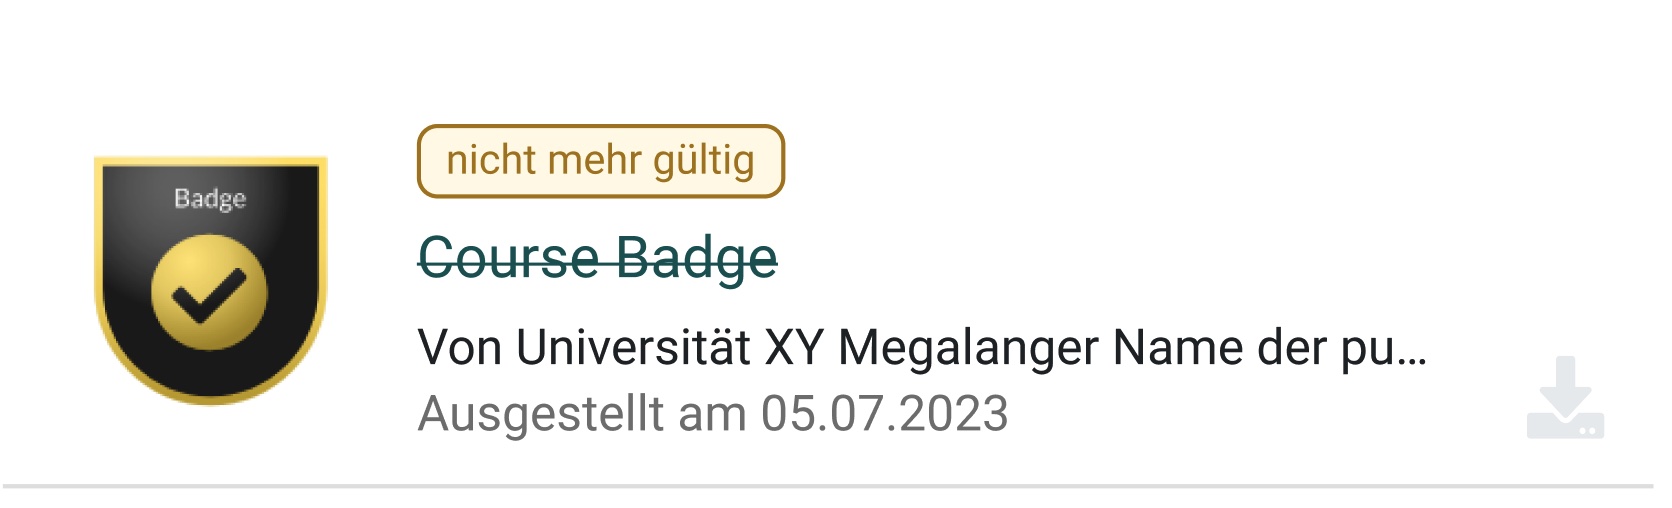 nicht mehr gültig
Badge
Course Badge
Von Universität XY Megalanger Name der pu…
Ausgestellt am 05.07.2023